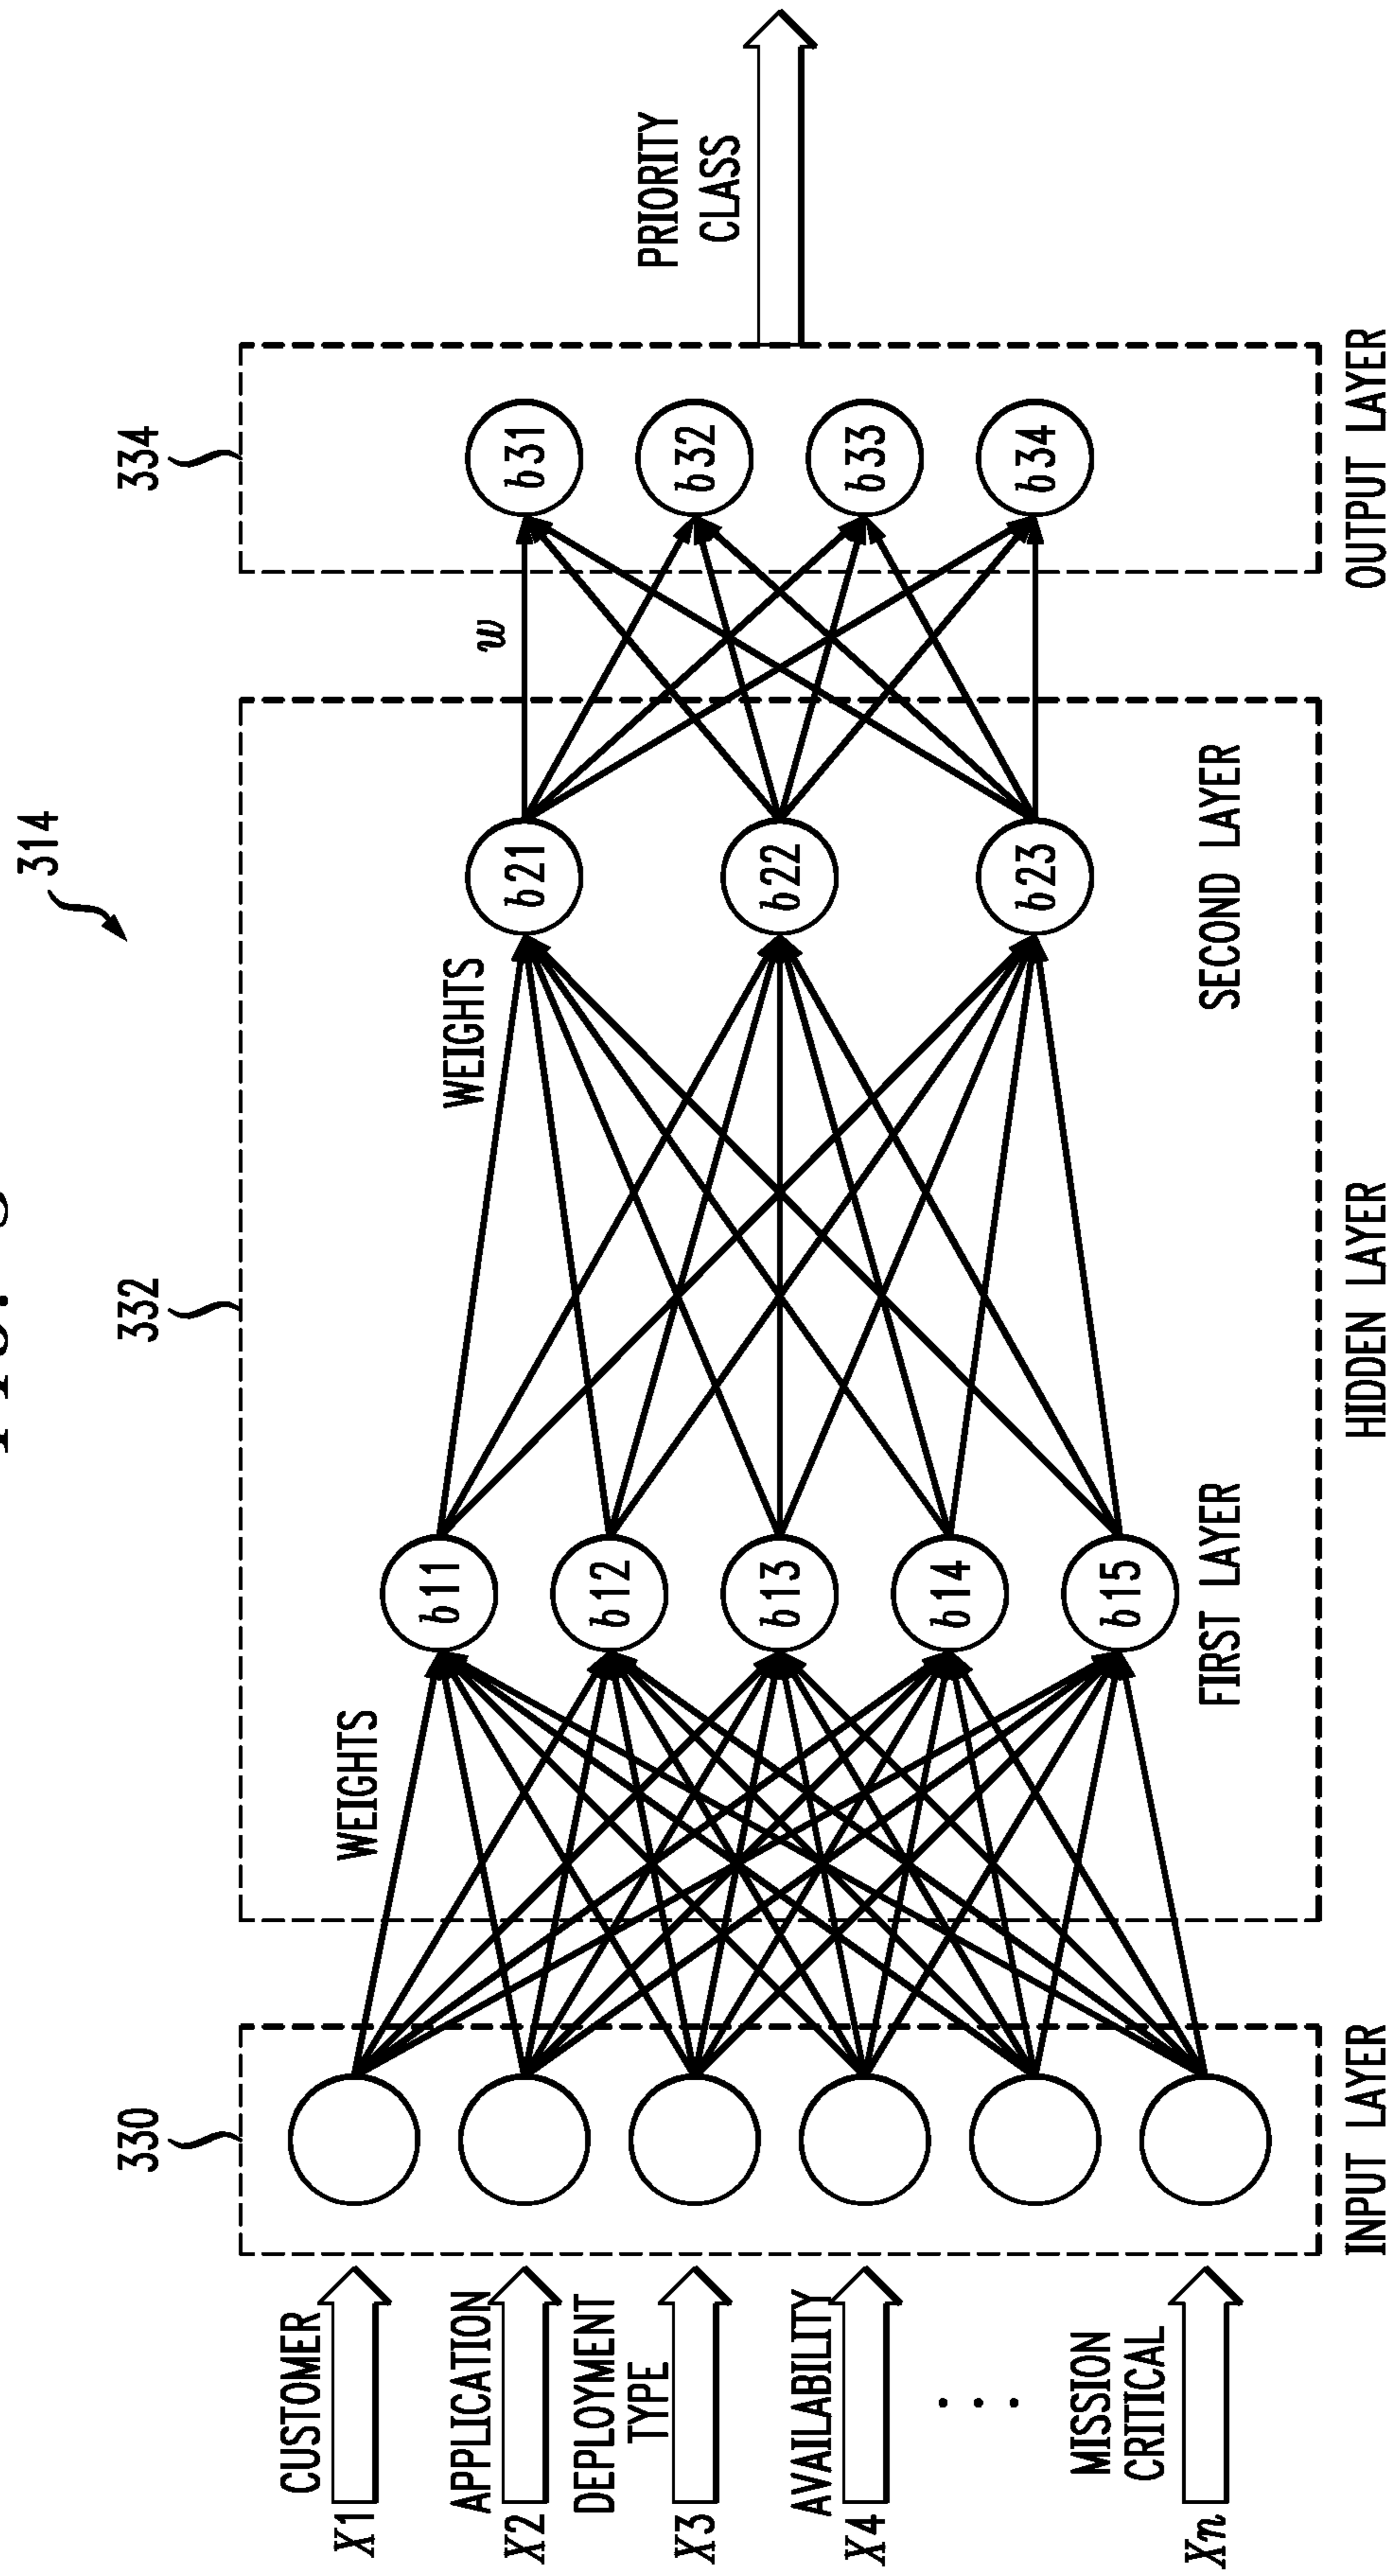 314
330
332
334
CUSTOMER
X1
APPLICATION
X2
DEPLOYMENT
TYPE
X3
AVAILABILITY
X4
. . .
MISSION
CRITICAL
Xn
WEIGHTS
b11
b12
b13
b14
b15
FIRST LAYER
WEIGHTS
b21
b22
b23
SECOND LAYER
w
b31
b32
b33
b34
PRIORITY
CLASS
INPUT LAYER
HIDDEN LAYER
OUTPUT LAYER